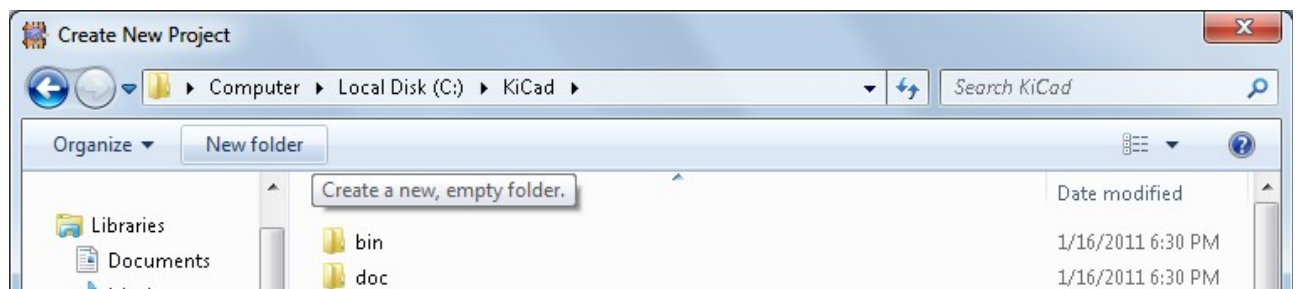 Create New Project
Computer ▸ Local Disk (C:) ▸ KiCad ▸ Search KiCad
Organize New folder
Create a new, empty folder. Date modified
Libraries bin 1/16/2011 6:30 PM
Documents doc 1/16/2011 6:30 PM